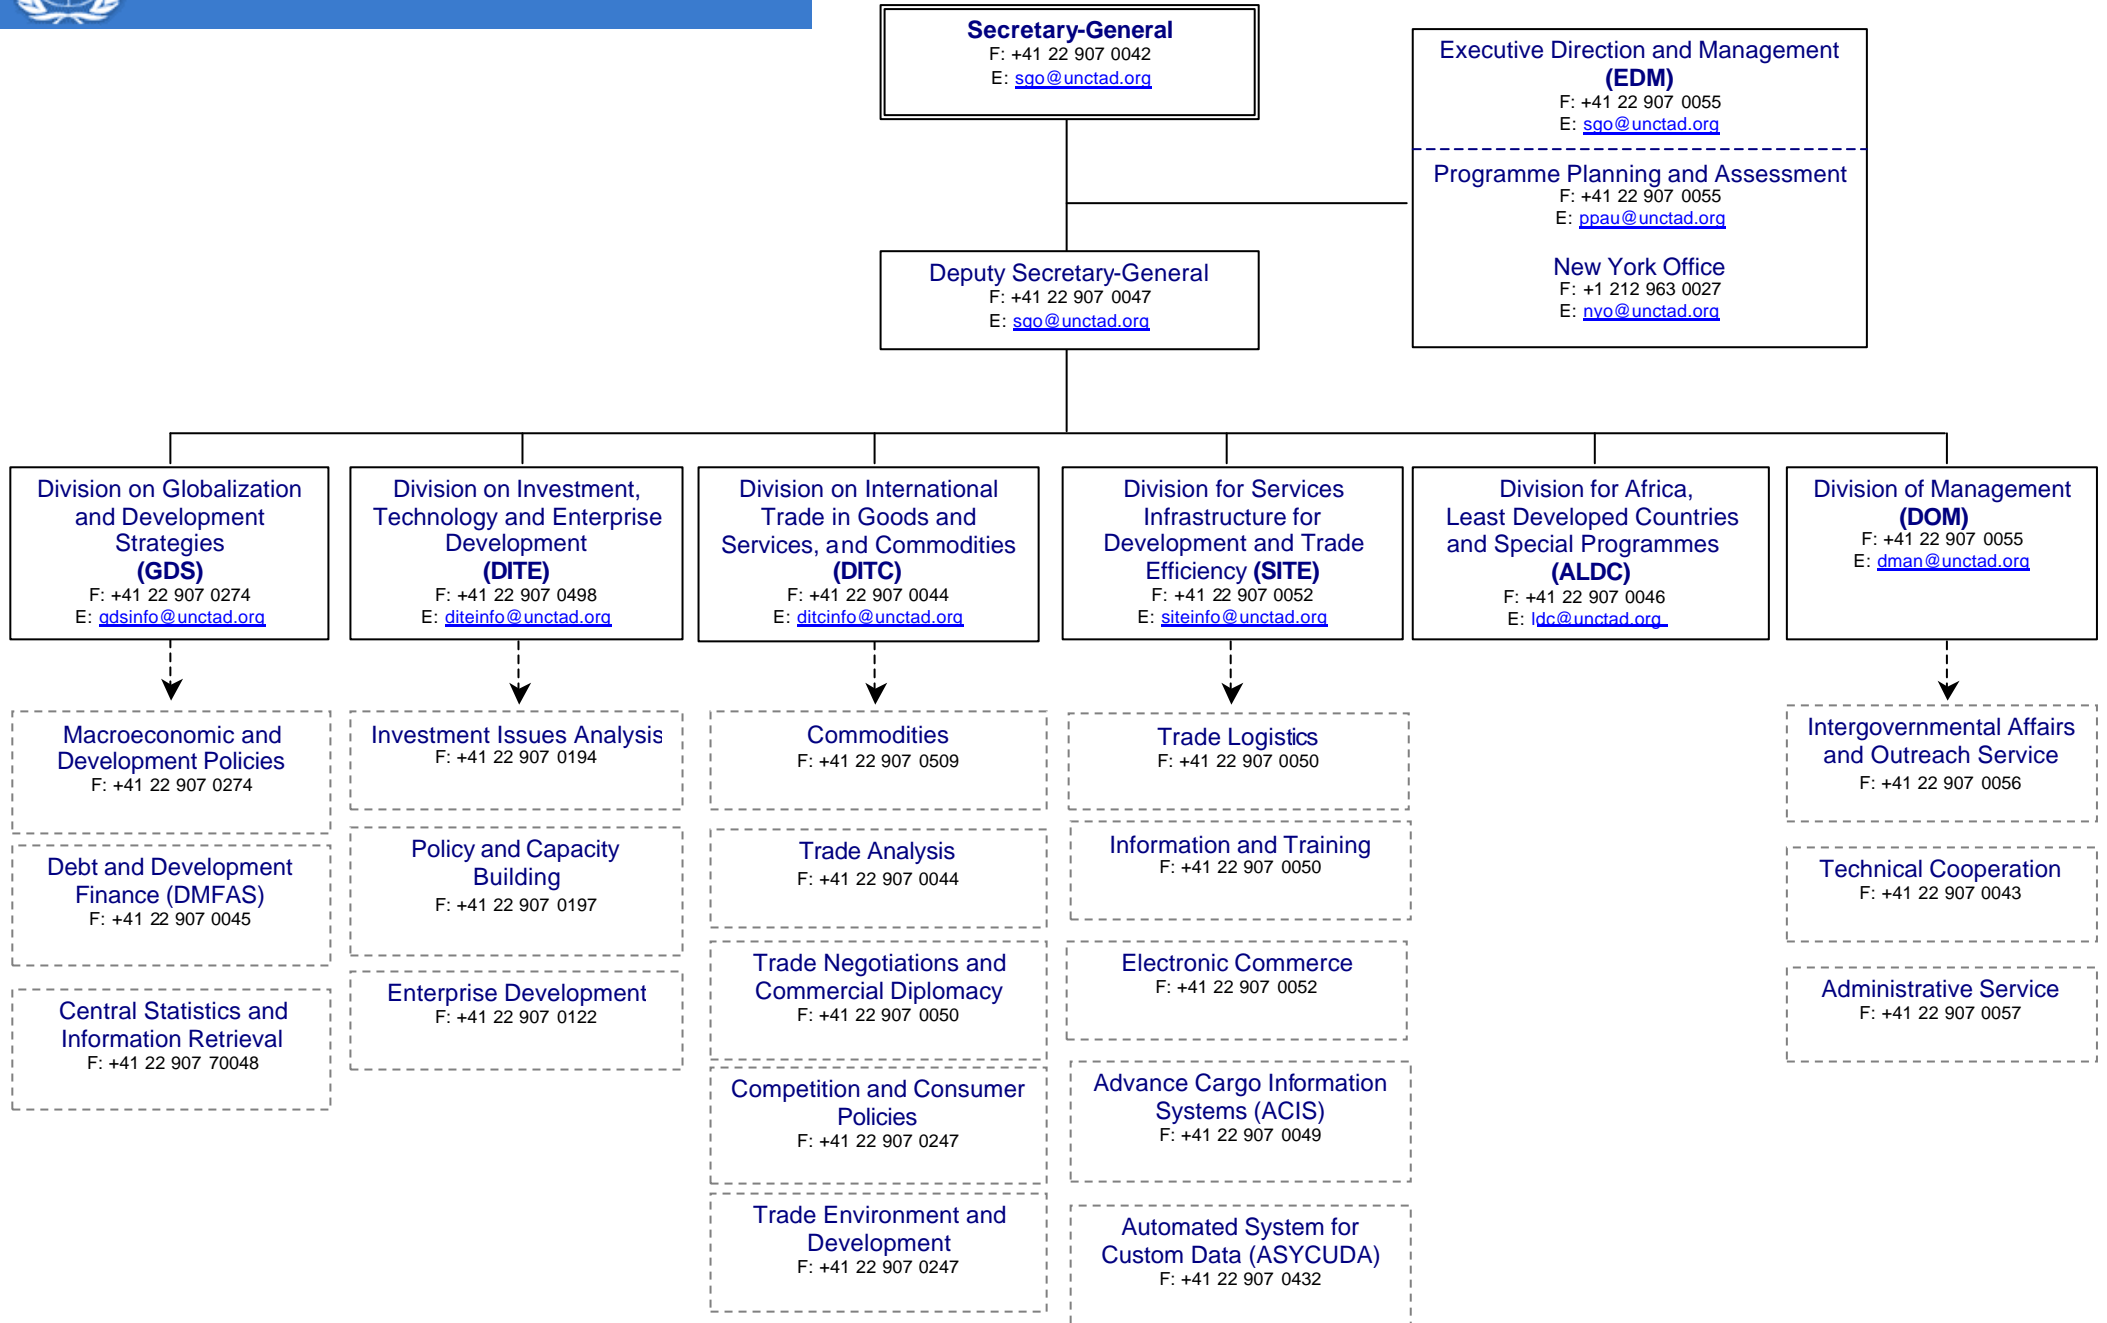 Secretary-General
F: +41 22 907 0042
E: sgo@unctad.org
Executive Direction and Management
(EDM)
F: +41 22 907 0055
E: sgo@unctad.org
Programme Planning and Assessment
F: +41 22 907 0055
E: ppau@unctad.org
New York Office
F: +1 212 963 0027
E: nyo@unctad.org
Deputy Secretary-General
F: +41 22 907 0047
E: sgo@unctad.org
Division on Globalization
and Development
Strategies
(GDS)
F: +41 22 907 0274
E: gdsinfo@unctad.org
Division on Investment,
Technology and Enterprise
Development
(DITE)
F: +41 22 907 0498
E: diteinfo@unctad.org
Division on International
Trade in Goods and
Services, and Commodities
(DITC)
F: +41 22 907 0044
E: ditcinfo@unctad.org
Division for Services
Infrastructure for
Development and Trade
Efficiency (SITE)
F: +41 22 907 0052
E: siteinfo@unctad.org
Division for Africa,
Least Developed Countries
and Special Programmes
(ALDC)
F: +41 22 907 0046
E: ldc@unctad.org
Division of Management
(DOM)
F: +41 22 907 0055
E: dman@unctad.org
Macroeconomic and
Development Policies
F: +41 22 907 0274
Debt and Development
Finance (DMFAS)
F: +41 22 907 0045
Central Statistics and
Information Retrieval
F: +41 22 907 70048
Investment Issues Analysis
F: +41 22 907 0194
Policy and Capacity
Building
F: +41 22 907 0197
Enterprise Development
F: +41 22 907 0122
Commodities
F: +41 22 907 0509
Trade Analysis
F: +41 22 907 0044
Trade Negotiations and
Commercial Diplomacy
F: +41 22 907 0050
Competition and Consumer
Policies
F: +41 22 907 0247
Trade Environment and
Development
F: +41 22 907 0247
Trade Logistics
F: +41 22 907 0050
Information and Training
F: +41 22 907 0050
Electronic Commerce
F: +41 22 907 0052
Advance Cargo Information
Systems (ACIS)
F: +41 22 907 0049
Automated System for
Custom Data (ASYCUDA)
F: +41 22 907 0432
Intergovernmental Affairs
and Outreach Service
F: +41 22 907 0056
Technical Cooperation
F: +41 22 907 0043
Administrative Service
F: +41 22 907 0057